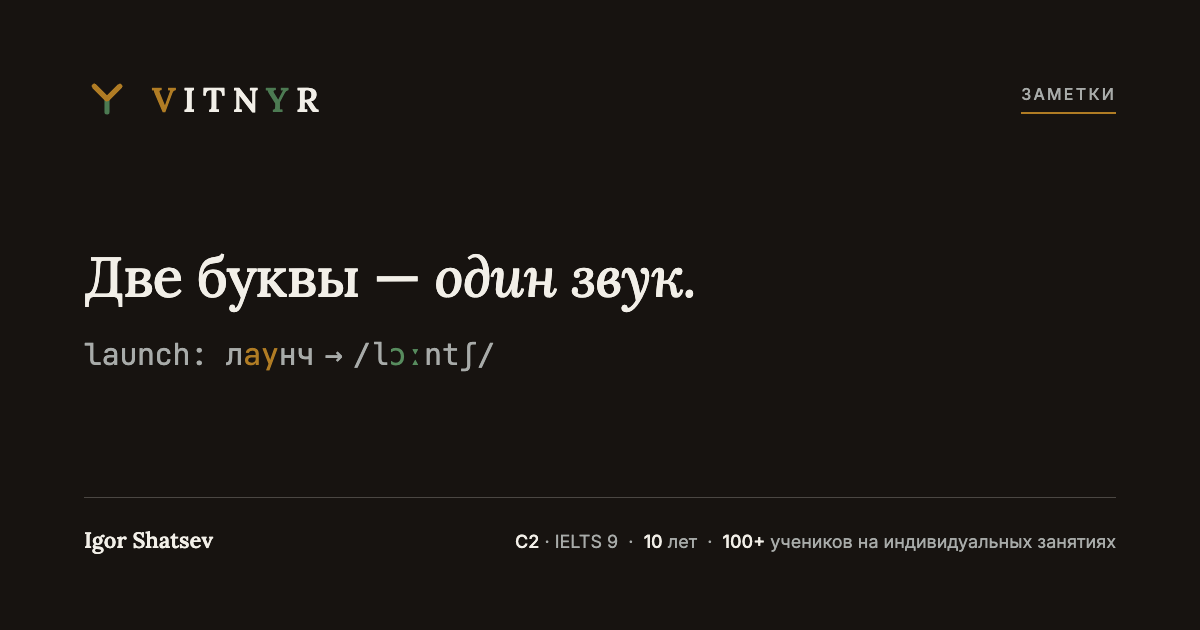 VITNYR
ЗАМЕТКИ
Две буквы — один звук.
launch: лаунч → /lɔːntʃ/
Igor Shatsev
C2 · IELTS 9 · 10 лет · 100+ учеников на индивидуальных занятиях